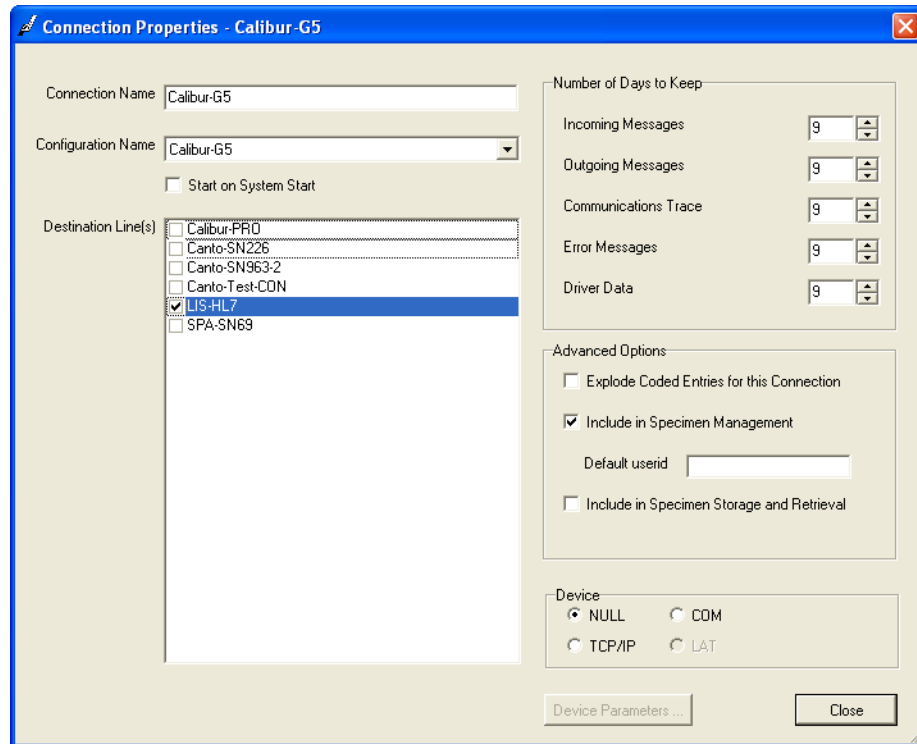 Connection Properties - Calibur-G5
Connection Name Calibur-G5
Configuration Name Calibur-G5
Start on System Start
Destination Line(s)
Calibur-PRO
Canto-SN226
Canto-SN963-2
Canto-Test-CON
LIS-HL7
SPA-SN69
Number of Days to Keep
Incoming Messages 9
Outgoing Messages 9
Communications Trace 9
Error Messages 9
Driver Data 9
Advanced Options
Explode Coded Entries for this Connection
Include in Specimen Management
Default userid
Include in Specimen Storage and Retrieval
Device
NULL COM
TCP/IP LAT
Device Parameters ... Close